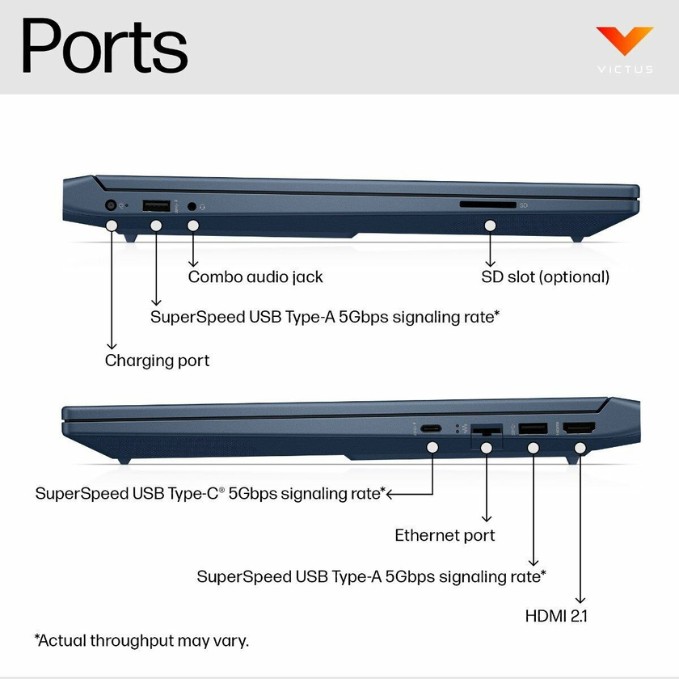 Ports
VICTUS
SD
Combo audio jack
SD slot (optional)
SuperSpeed USB Type-A 5Gbps signaling rate*
Charging port
SuperSpeed USB Type-C® 5Gbps signaling rate*
Ethernet port
SuperSpeed USB Type-A 5Gbps signaling rate*
HDMI 2.1
*Actual throughput may vary.